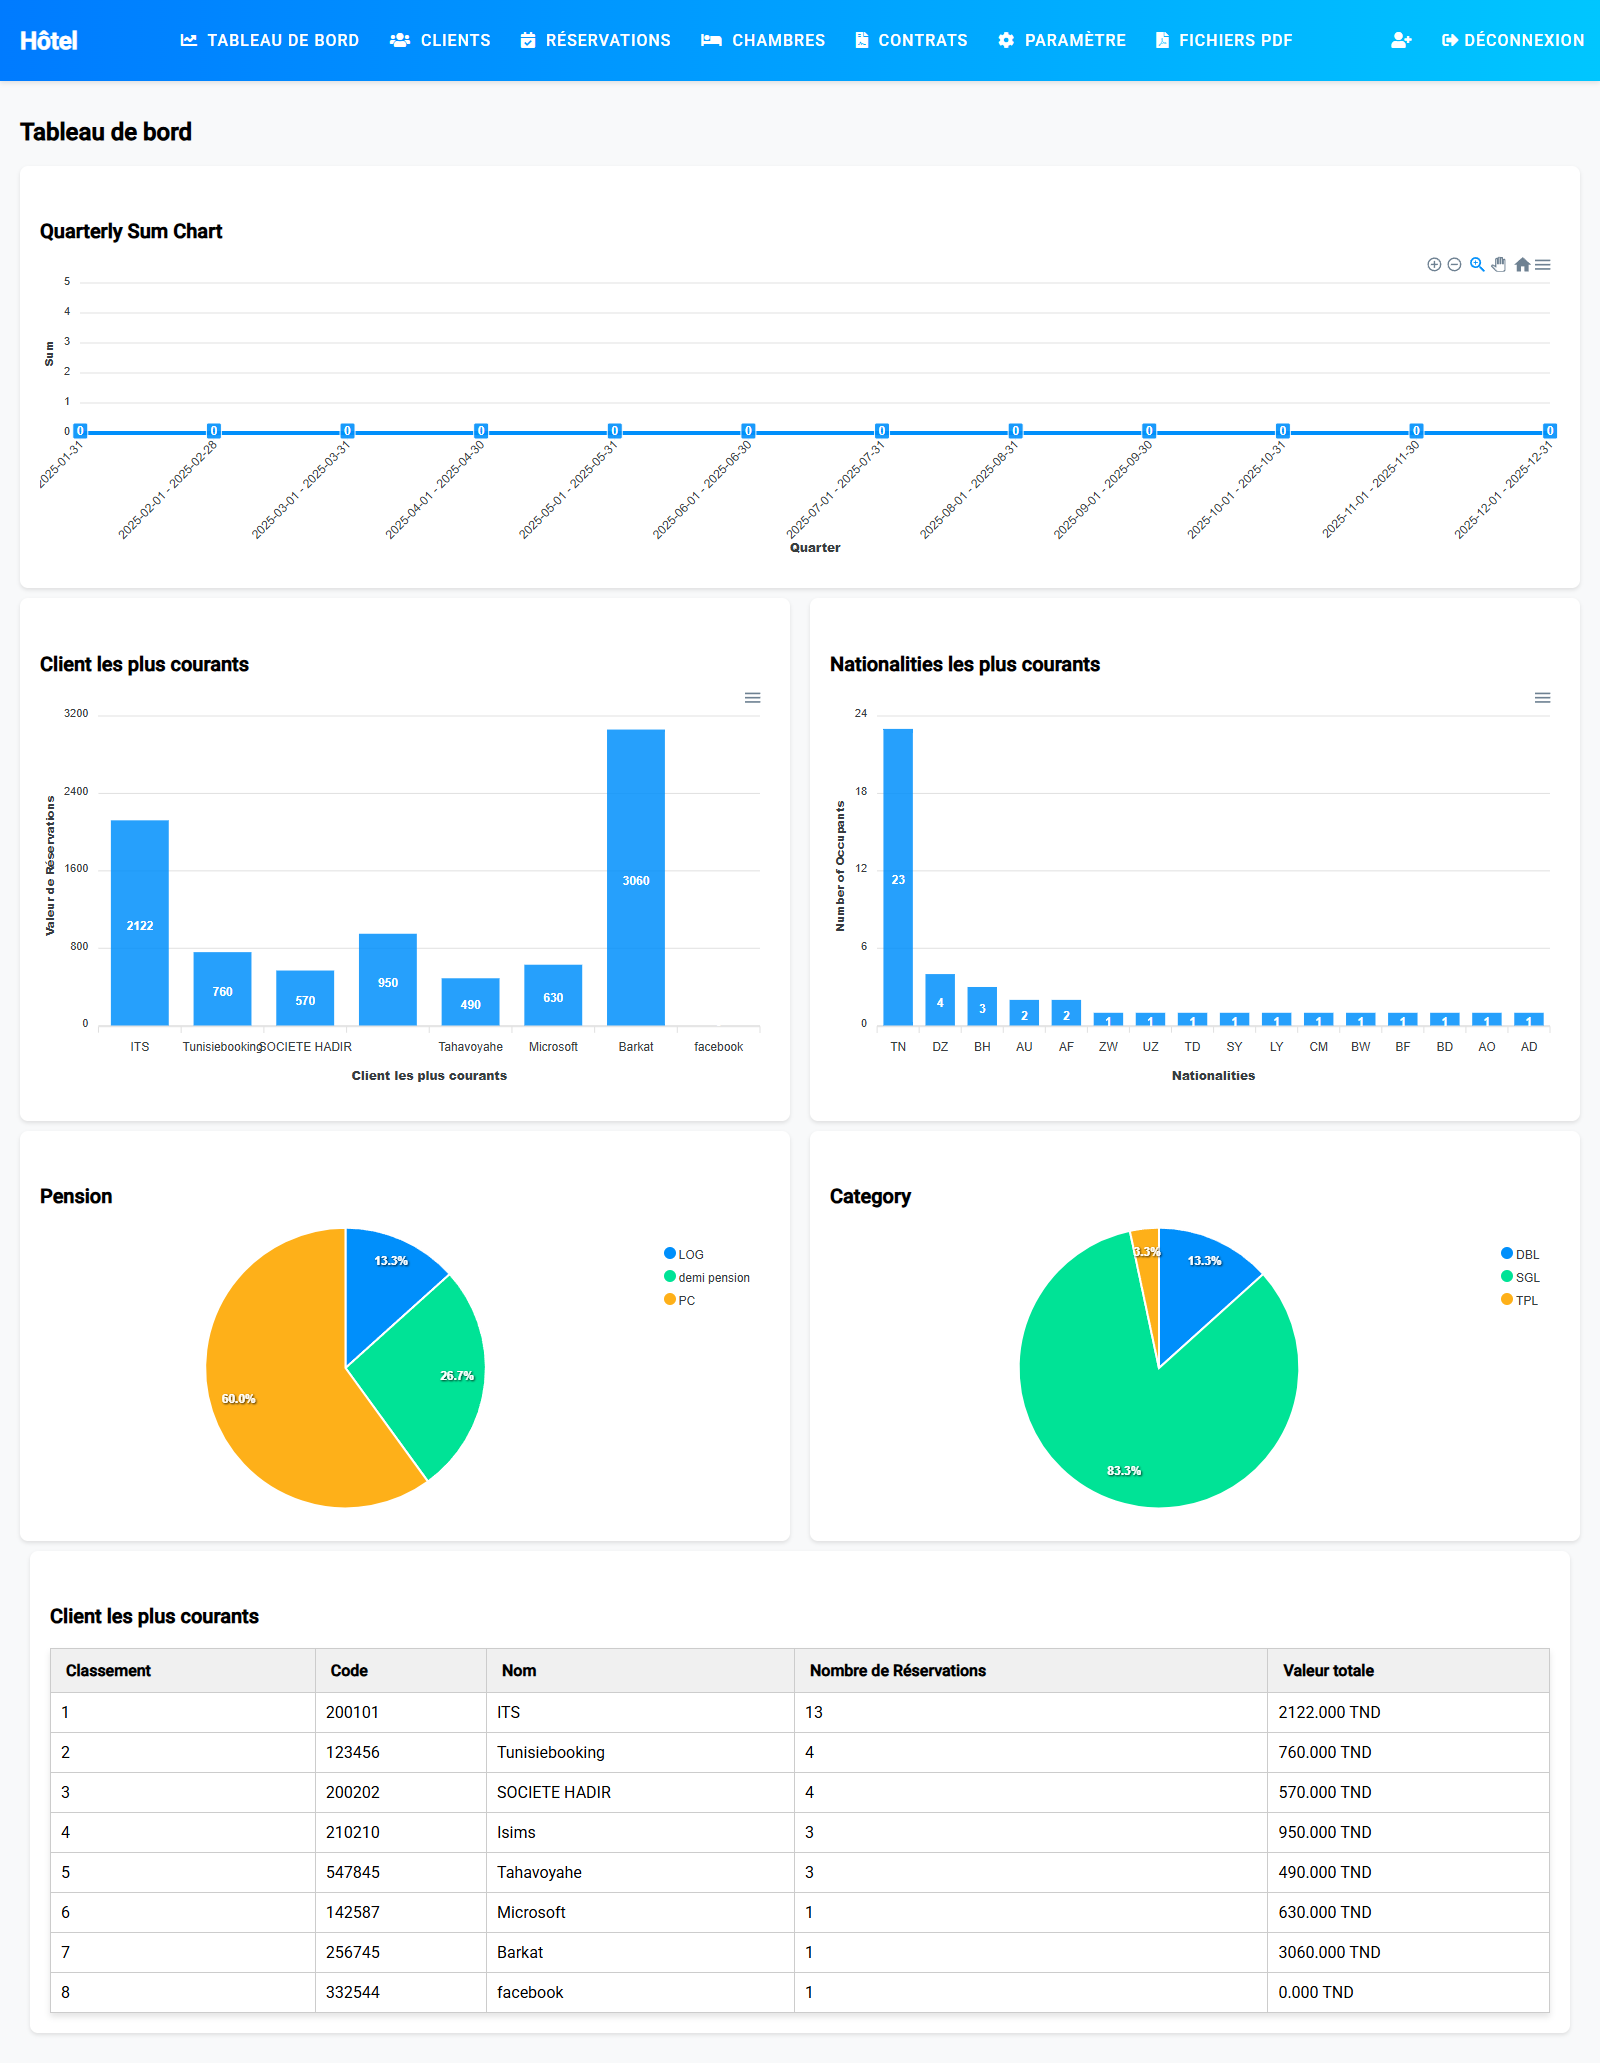 Hôtel
TABLEAU DE BORD
CLIENTS
RÉSERVATIONS
CHAMBRES
CONTRATS
PARAMÈTRE
FICHIERS PDF
DÉCONNEXION
Tableau de bord
Quarterly Sum Chart
5
4
3
2
1
0
Sum
0 0 0 0 0 0 0 0 0 0 0 0
2025-01-31
2025-02-01 - 2025-02-28
2025-03-01 - 2025-03-31
2025-04-01 - 2025-04-30
2025-05-01 - 2025-05-31
2025-06-01 - 2025-06-30
2025-07-01 - 2025-07-31
2025-08-01 - 2025-08-31
2025-09-01 - 2025-09-30
2025-10-01 - 2025-10-31
2025-11-01 - 2025-11-30
2025-12-01 - 2025-12-31
Quarter
Client les plus courants
3200
2400
1600
800
0
Valeur de Réservations
2122 760 570 950 490 630 3060
ITS Tunisiebooking SOCIETE HADIR Tahavoyahe Microsoft Barkat facebook
Client les plus courants
Nationalities les plus courants
24
18
12
6
0
Number of Occupants
23 4 3 2 2 1 1 1 1 1 1 1 1 1 1 1
TN DZ BH AU AF ZW UZ TD SY LY CM BW BF BD AO AD
Nationalities
Pension
13.3%
26.7%
60.0%
LOG
demi pension
PC
Category
3.3%
13.3%
83.3%
DBL
SGL
TPL
Client les plus courants
Classement Code Nom Nombre de Réservations Valeur totale
1 200101 ITS 13 2122.000 TND
2 123456 Tunisiebooking 4 760.000 TND
3 200202 SOCIETE HADIR 4 570.000 TND
4 210210 Isims 3 950.000 TND
5 547845 Tahavoyahe 3 490.000 TND
6 142587 Microsoft 1 630.000 TND
7 256745 Barkat 1 3060.000 TND
8 332544 facebook 1 0.000 TND